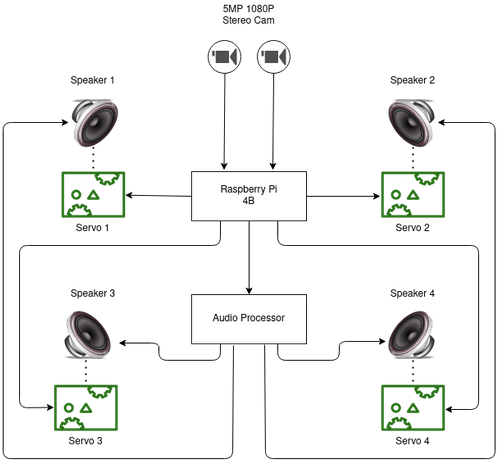 5MP 1080P
Stereo Cam
Speaker 1
Speaker 2
Raspberry Pi
4B
Servo 1
Servo 2
Speaker 3
Speaker 4
Audio Processor
Servo 3
Servo 4